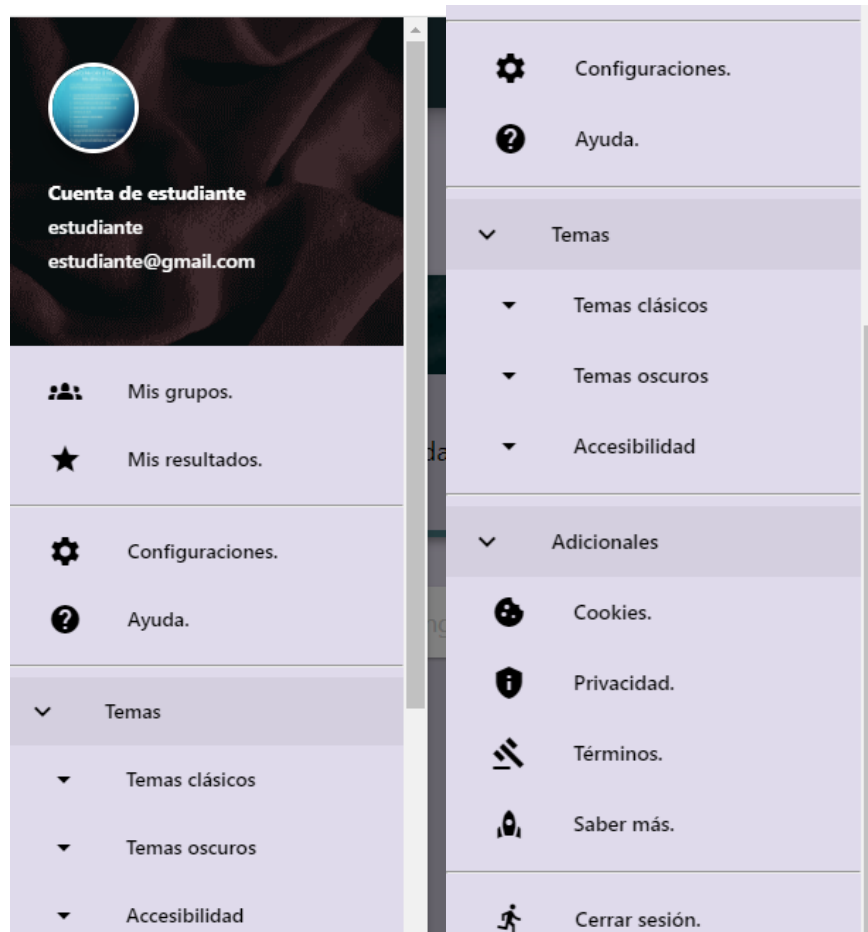 Cuenta de estudiante
estudiante
estudiante@gmail.com
Mis grupos.
Mis resultados.
Configuraciones.
Ayuda.
Temas
Temas clásicos
Temas oscuros
Accesibilidad
Configuraciones.
Ayuda.
Temas
Temas clásicos
Temas oscuros
Accesibilidad
Adicionales
Cookies.
Privacidad.
Términos.
Saber más.
Cerrar sesión.